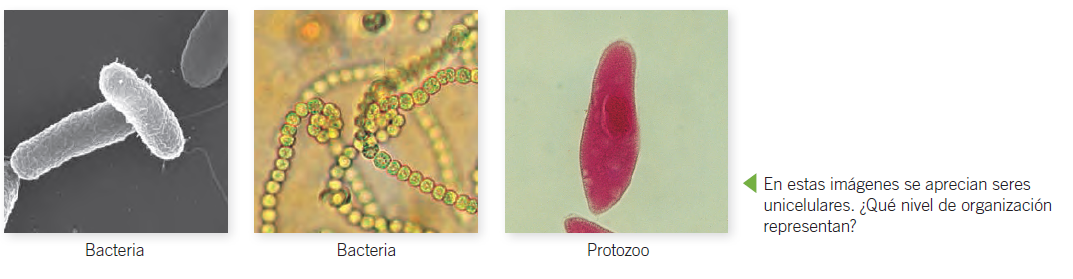 Bacteria
Bacteria
Protozoo
En estas imágenes se aprecian seres
unicelulares. ¿Qué nivel de organización
representan?